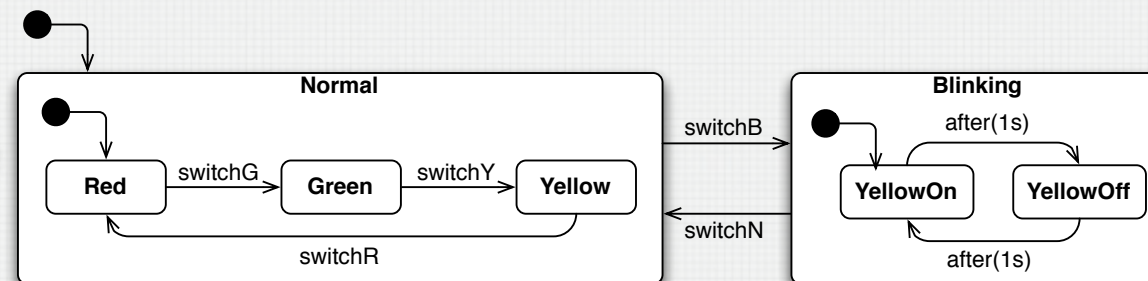 Normal
Blinking
switchB
after(1s)
Red
switchG
Green
switchY
Yellow
YellowOn
YellowOff
switchN
switchR
after(1s)